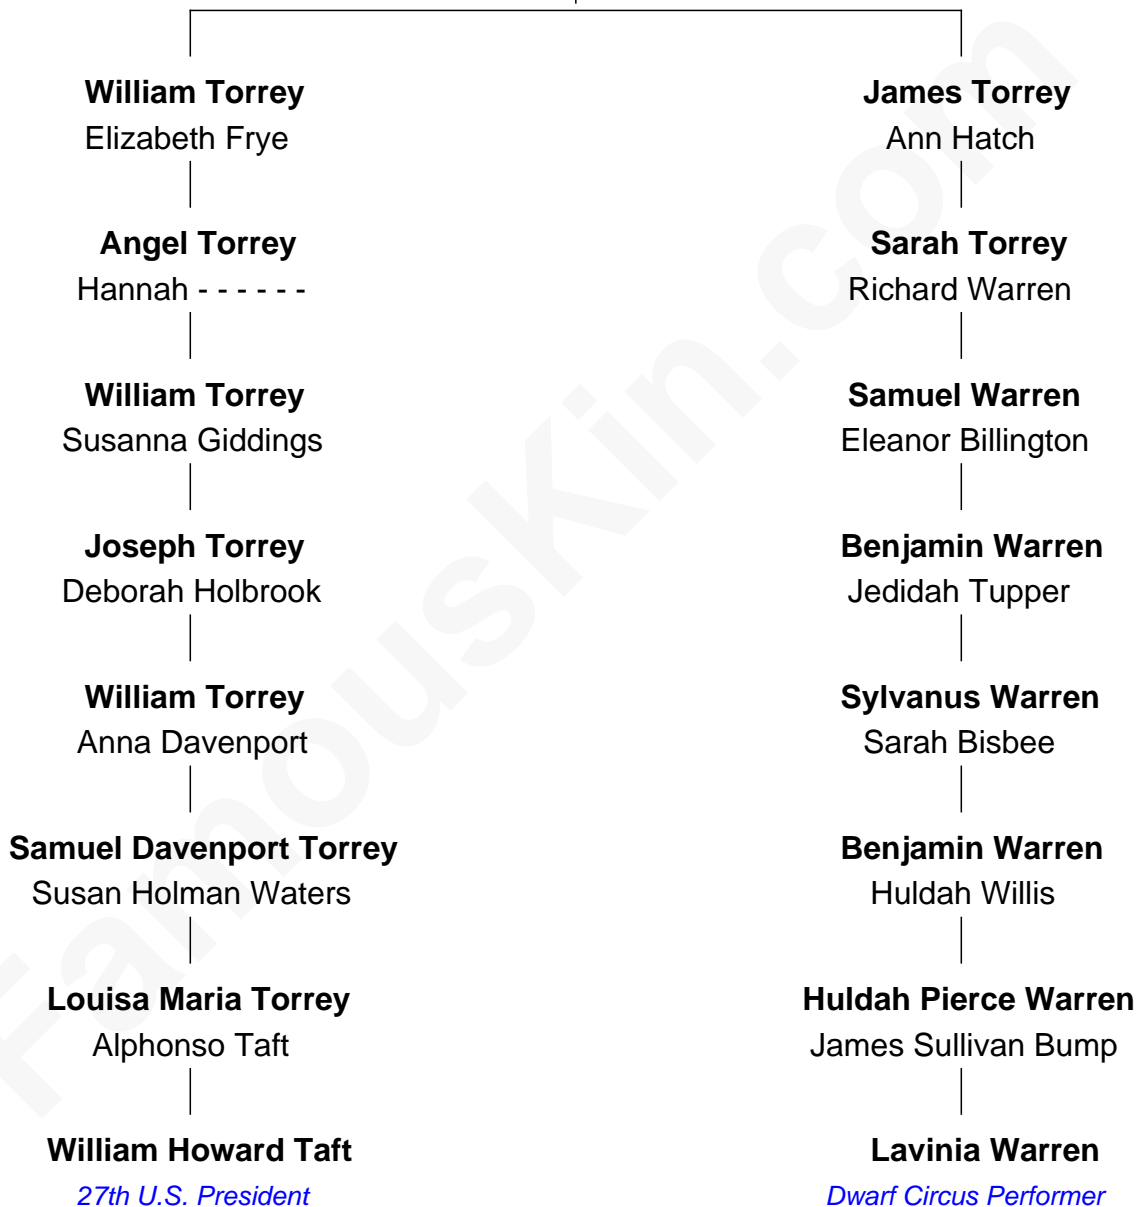 William Torrey
Elizabeth Frye
Angel Torrey
Hannah - - - - - -
William Torrey
Susanna Giddings
Joseph Torrey
Deborah Holbrook
William Torrey
Anna Davenport
Samuel Davenport Torrey
Susan Holman Waters
Louisa Maria Torrey
Alphonso Taft
William Howard Taft
27th U.S. President
James Torrey
Ann Hatch
Sarah Torrey
Richard Warren
Samuel Warren
Eleanor Billington
Benjamin Warren
Jedidah Tupper
Sylvanus Warren
Sarah Bisbee
Benjamin Warren
Huldah Willis
Huldah Pierce Warren
James Sullivan Bump
Lavinia Warren
Dwarf Circus Performer
FamousKin.com